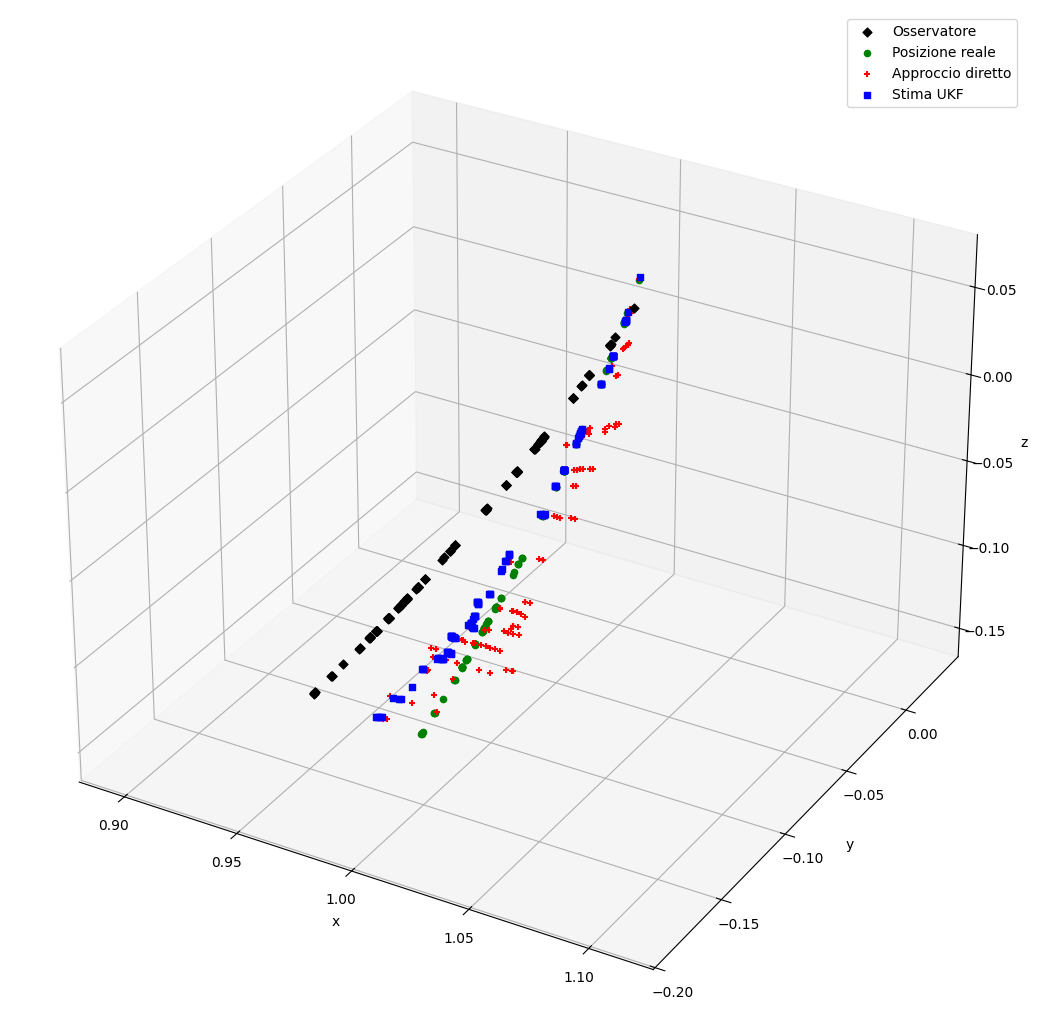 Osservatore
Posizione reale
Approccio diretto
Stima UKF
0.05
0.00
−0.05
−0.10
−0.15
z
0.00
−0.05
−0.10
−0.15
−0.20
y
0.90
0.95
1.00
1.05
1.10
x